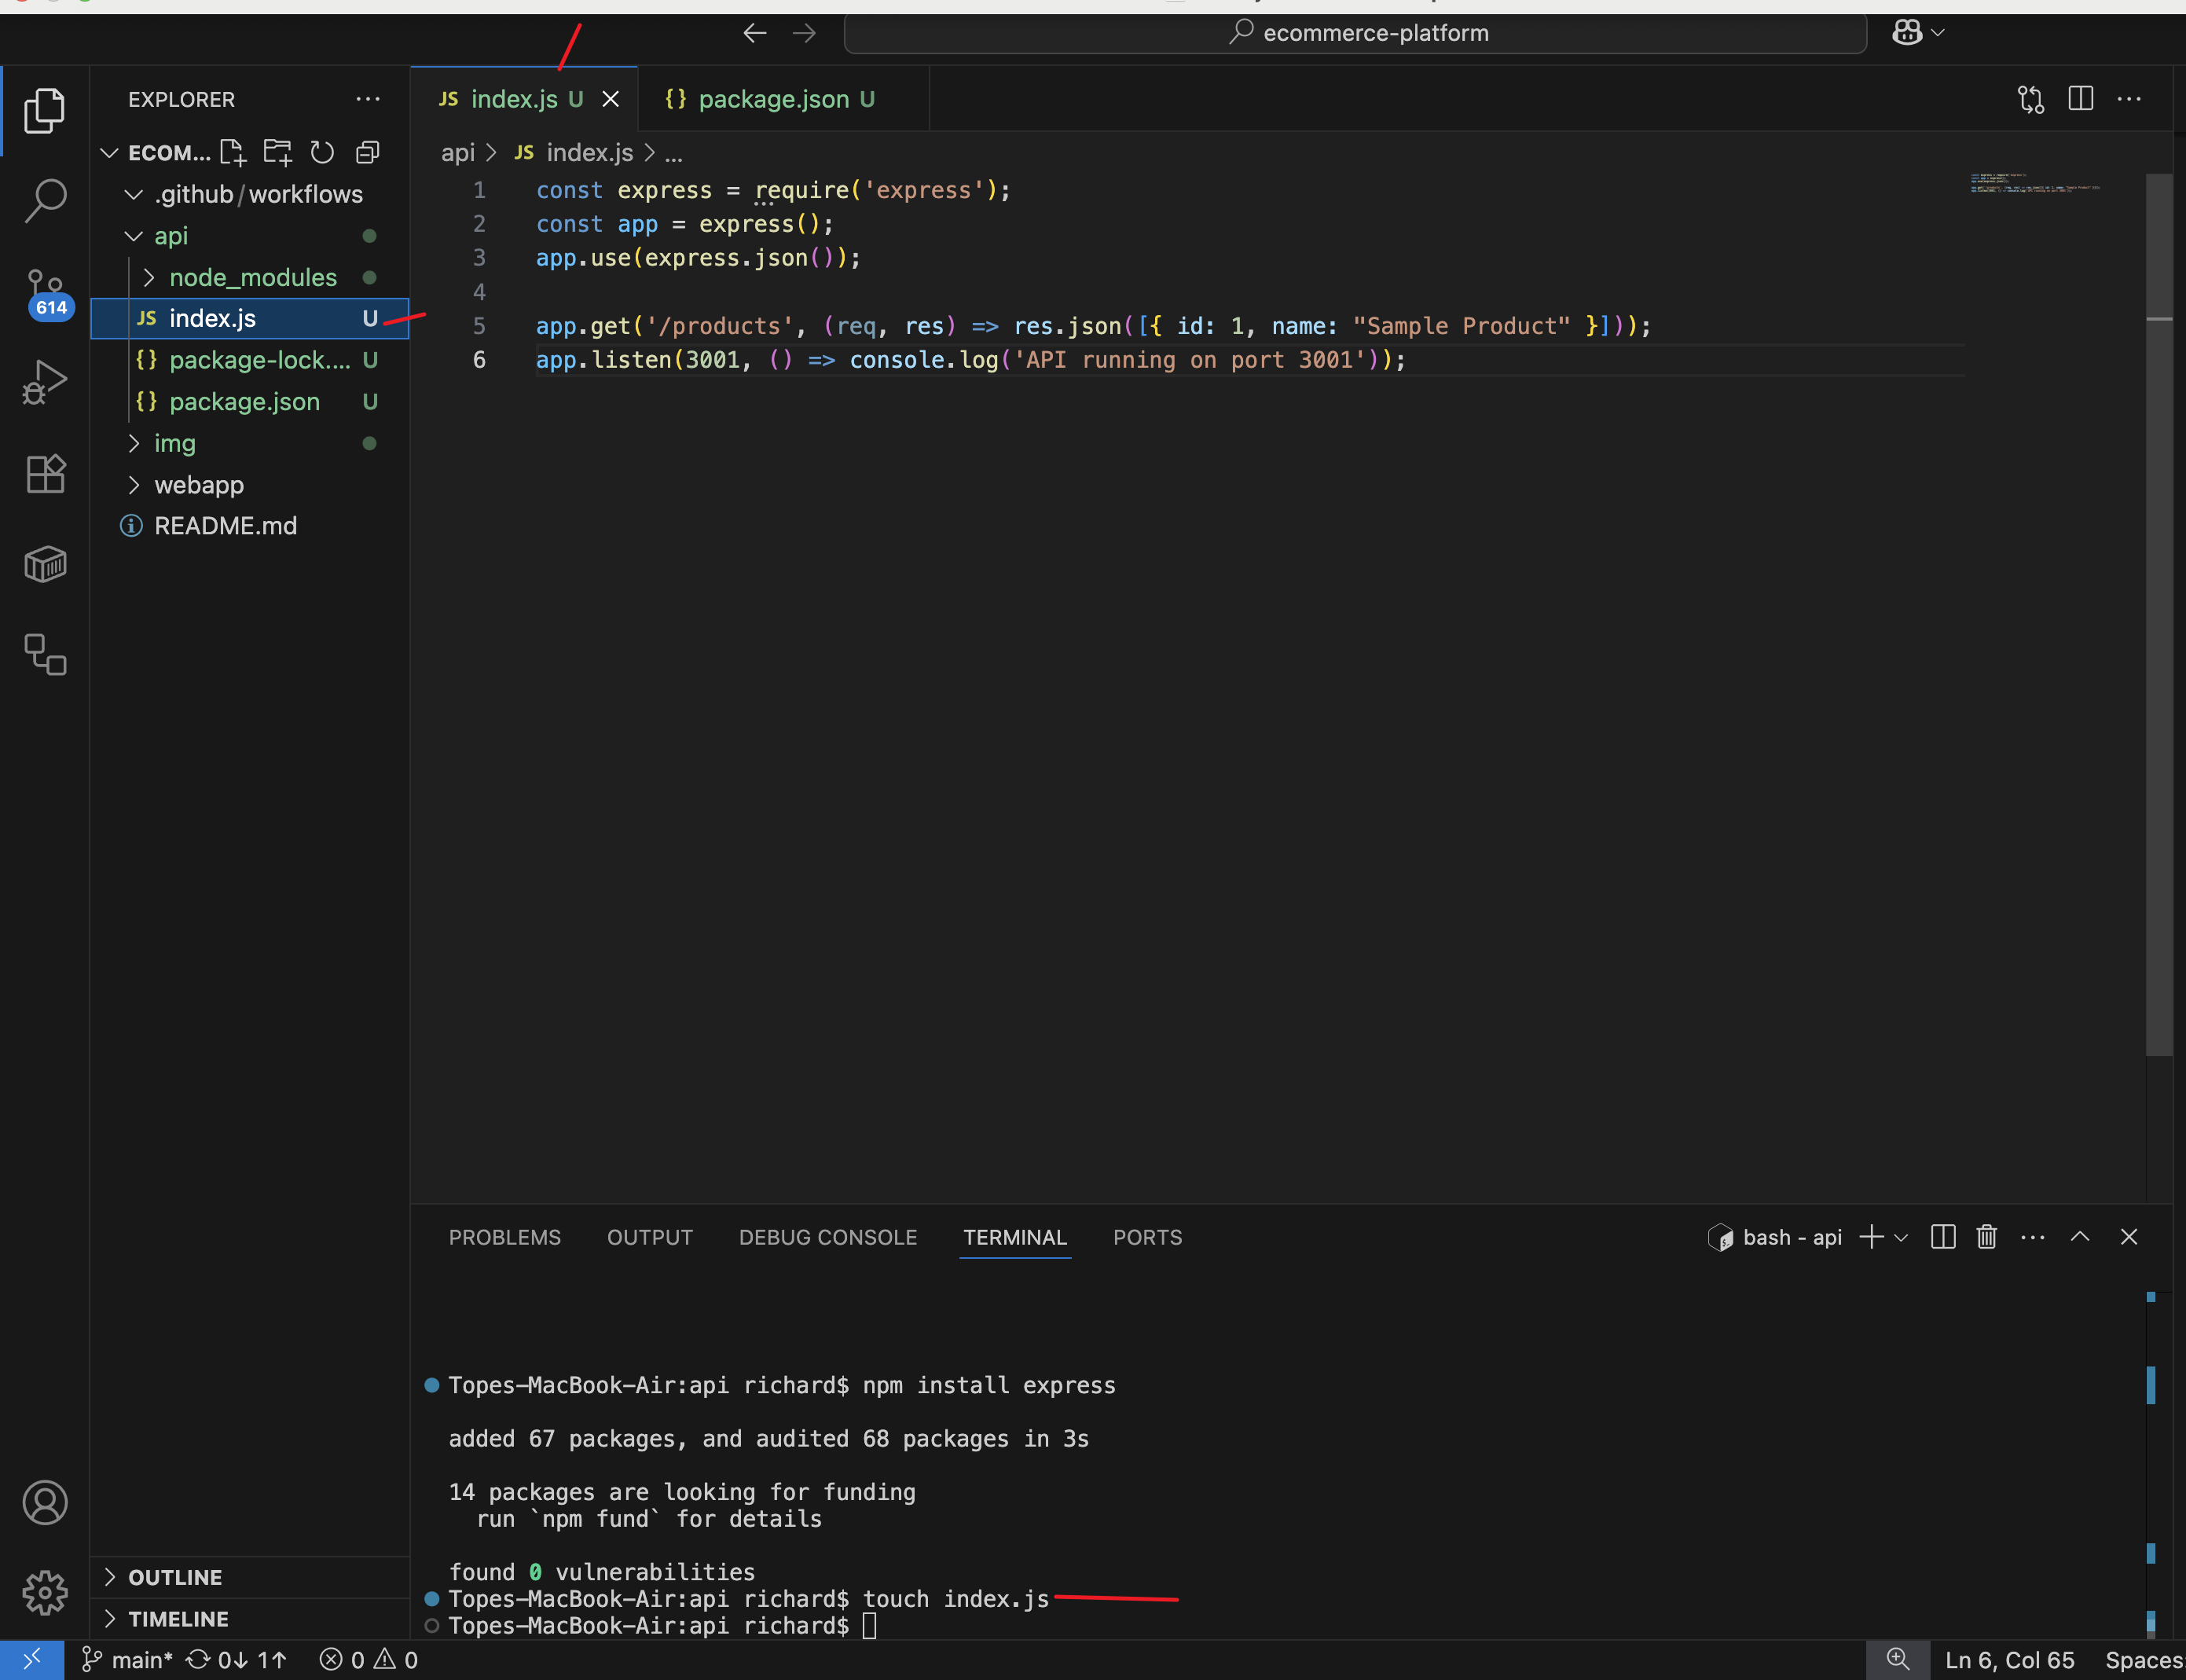 ecommerce-platform
EXPLORER
JS index.js U
{} package.json U
ECOM...
.github/workflows
api
node_modules
JS index.js U
{} package-lock.... U
{} package.json U
img
webapp
README.md
614
api > JS index.js > ...
1 const express = require('express');
2 const app = express();
3 app.use(express.json());
4
5 app.get('/products', (req, res) => res.json([{ id: 1, name: "Sample Product" }]));
6 app.listen(3001, () => console.log('API running on port 3001'));
PROBLEMS OUTPUT DEBUG CONSOLE TERMINAL PORTS
bash - api
Topes-MacBook-Air:api richard$ npm install express
added 67 packages, and audited 68 packages in 3s
14 packages are looking for funding
run `npm fund` for details
found 0 vulnerabilities
Topes-MacBook-Air:api richard$ touch index.js
Topes-MacBook-Air:api richard$
OUTLINE
TIMELINE
main* 0↓ 1↑ 0 0
Ln 6, Col 65 Spaces: